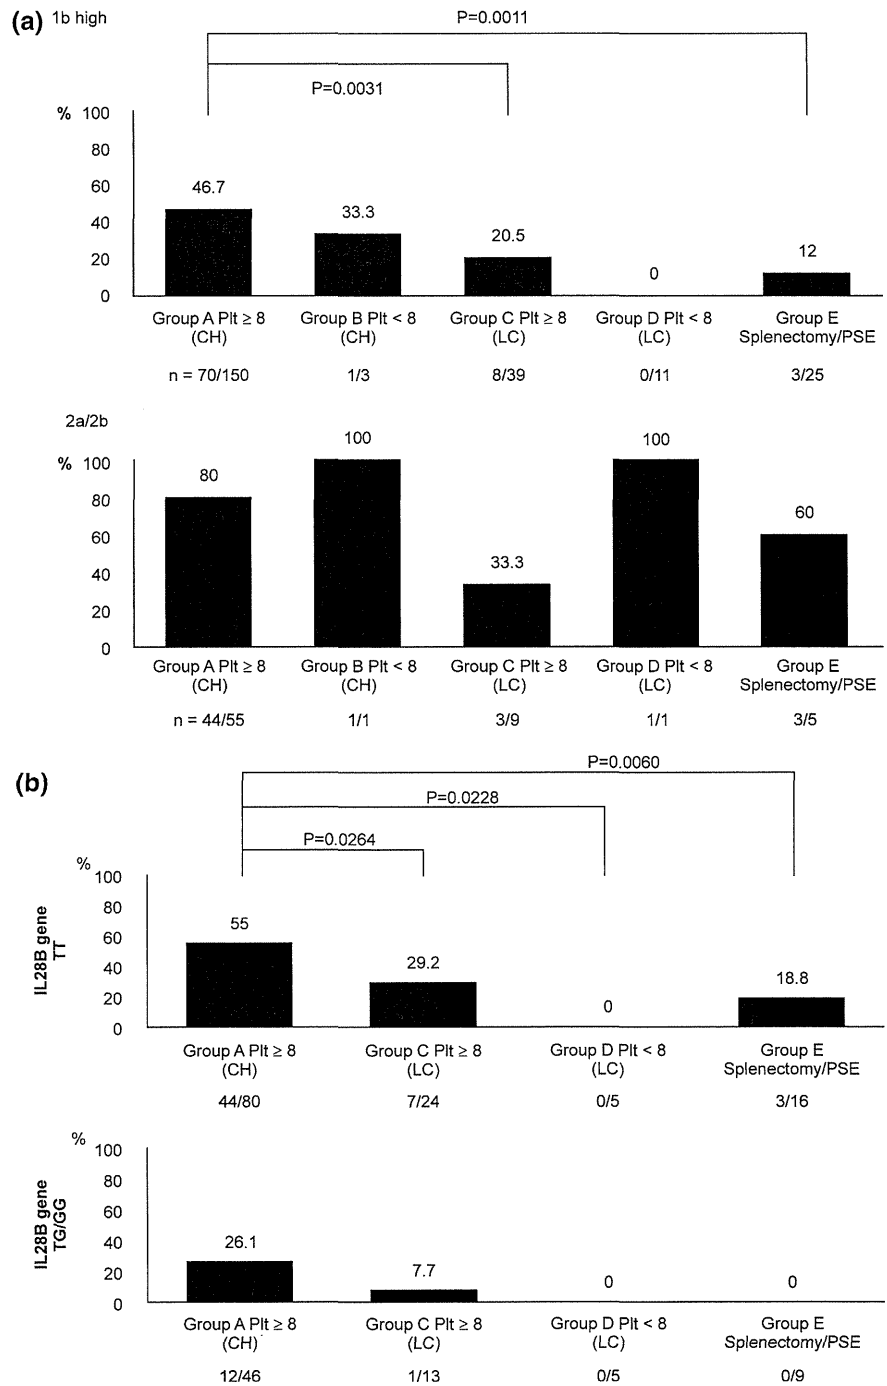 (a) 1b high
P=0.0011
P=0.0031
% 100
80
60
40
20
0
46.7
33.3
20.5
0
12
Group A Plt ≥ 8 (CH)
Group B Plt < 8 (CH)
Group C Plt ≥ 8 (LC)
Group D Plt < 8 (LC)
Group E Splenectomy/PSE
n = 70/150
1/3
8/39
0/11
3/25
2a/2b
% 100
80
60
40
20
0
80
100
33.3
100
60
Group A Plt ≥ 8 (CH)
Group B Plt < 8 (CH)
Group C Plt ≥ 8 (LC)
Group D Plt < 8 (LC)
Group E Splenectomy/PSE
n = 44/55
1/1
3/9
1/1
3/5
(b)
P=0.0060
P=0.0228
P=0.0264
IL28B gene
TT
% 100
80
60
40
20
0
55
29.2
0
18.8
Group A Plt ≥ 8 (CH)
Group C Plt ≥ 8 (LC)
Group D Plt < 8 (LC)
Group E Splenectomy/PSE
44/80
7/24
0/5
3/16
IL28B gene
TG/GG
% 100
80
60
40
20
0
26.1
7.7
0
0
Group A Plt ≥ 8 (CH)
Group C Plt ≥ 8 (LC)
Group D Plt < 8 (LC)
Group E Splenectomy/PSE
12/46
1/13
0/5
0/9